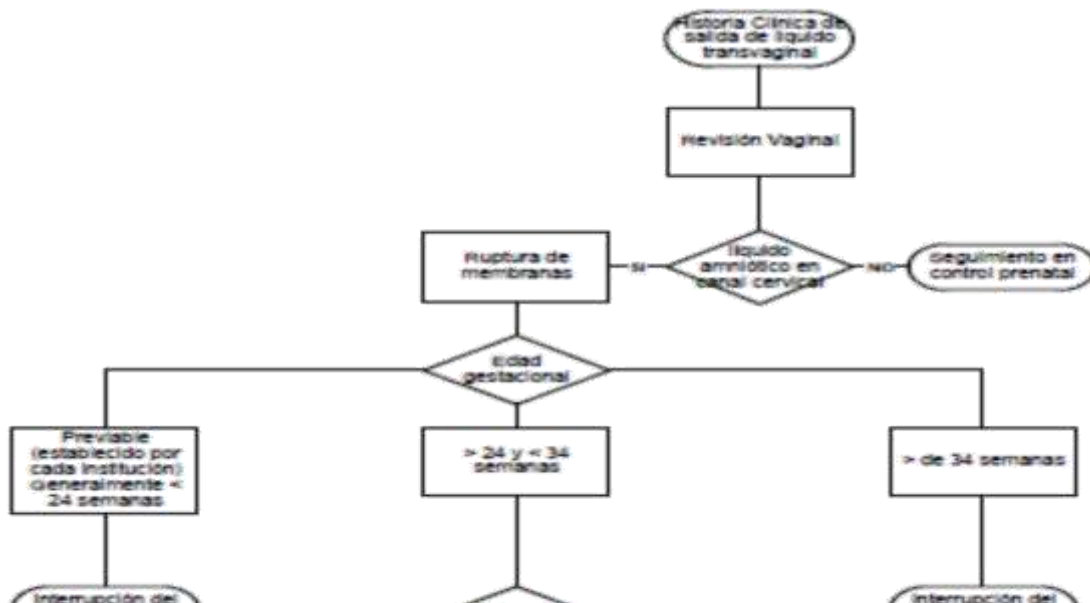 Historia Clínica de
salida de líquido
transvaginal
Revisión Vaginal
líquido
amniótico en
canal cervical
SI
NO
Ruptura de
membranas
Seguimiento en
control prenatal
Edad
gestacional
Previable
(establecido por
cada institución)
Generalmente <
24 semanas
> 24 y < 34
semanas
> de 34 semanas
Interrupción del
Interrupción del